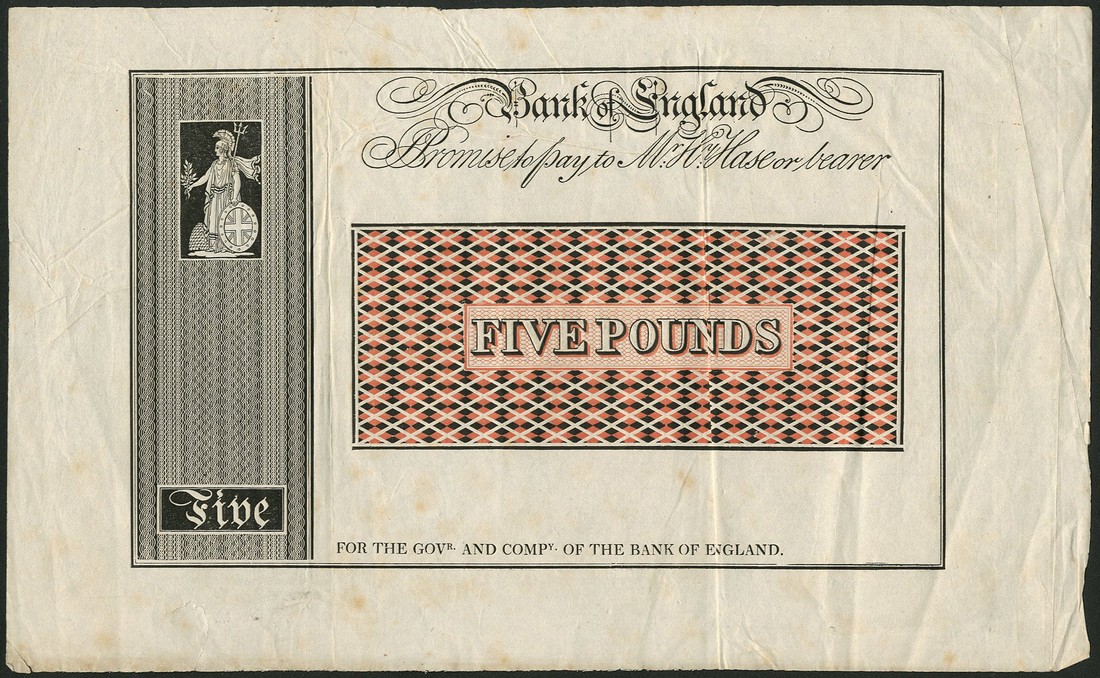 Bank of England
Promise to pay to Mr. Hy. Hase or bearer
FIVE POUNDS
Five
FOR THE GOVR. AND COMPY. OF THE BANK OF ENGLAND.